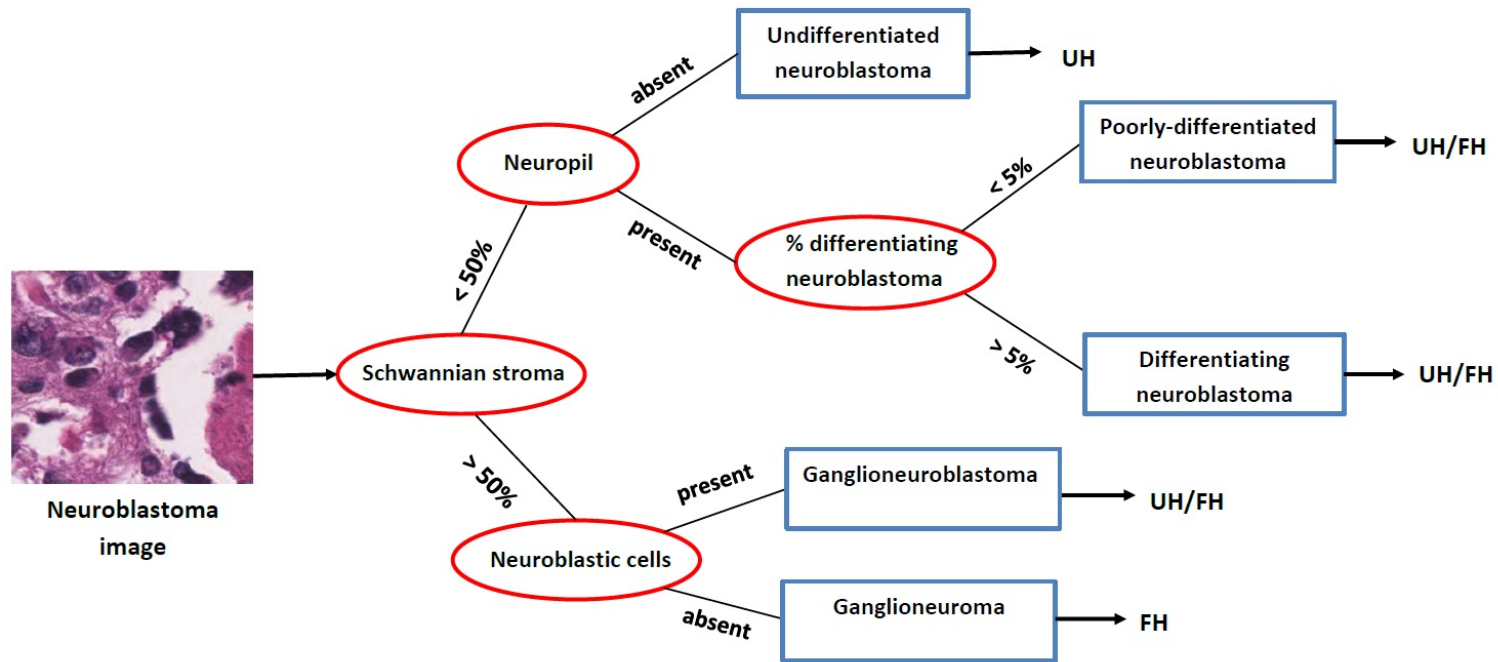 Undifferentiated
neuroblastoma
UH
absent
Poorly-differentiated
neuroblastoma
UH/FH
Neuropil
< 5%
present
% differentiating
neuroblastoma
< 50%
> 5%
Differentiating
neuroblastoma
UH/FH
Schwannian stroma
Neuroblastoma
image
> 50%
present
Ganglioneuroblastoma
UH/FH
Neuroblastic cells
absent
Ganglioneuroma
FH